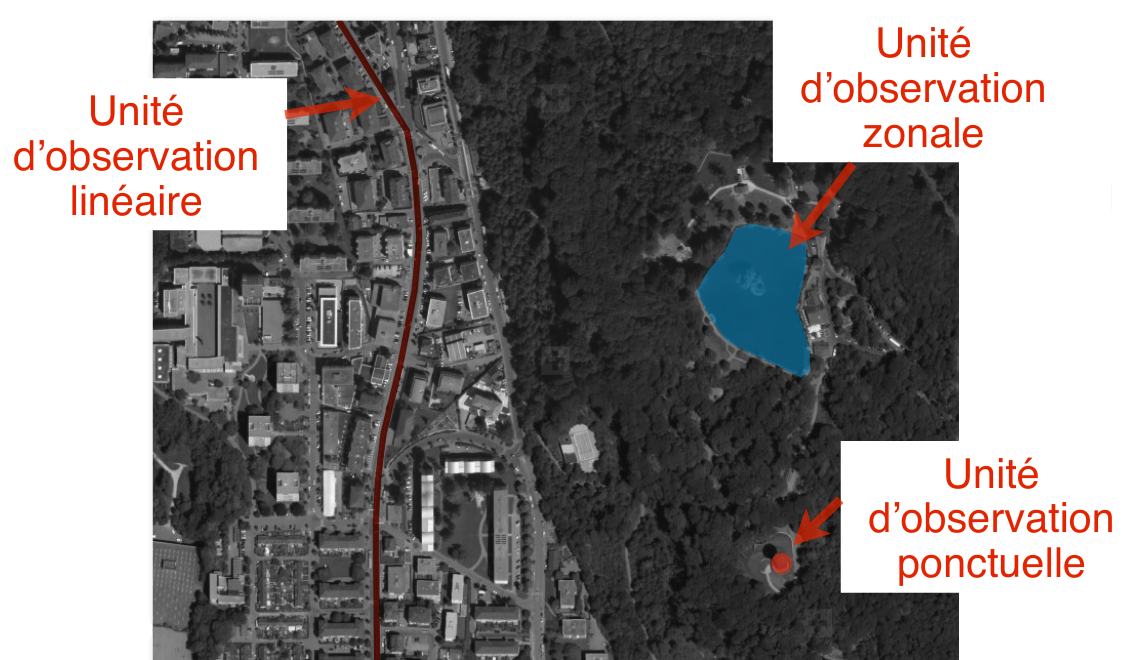 Unité
d’observation
linéaire
Unité
d’observation
zonale
Unité
d’observation
ponctuelle